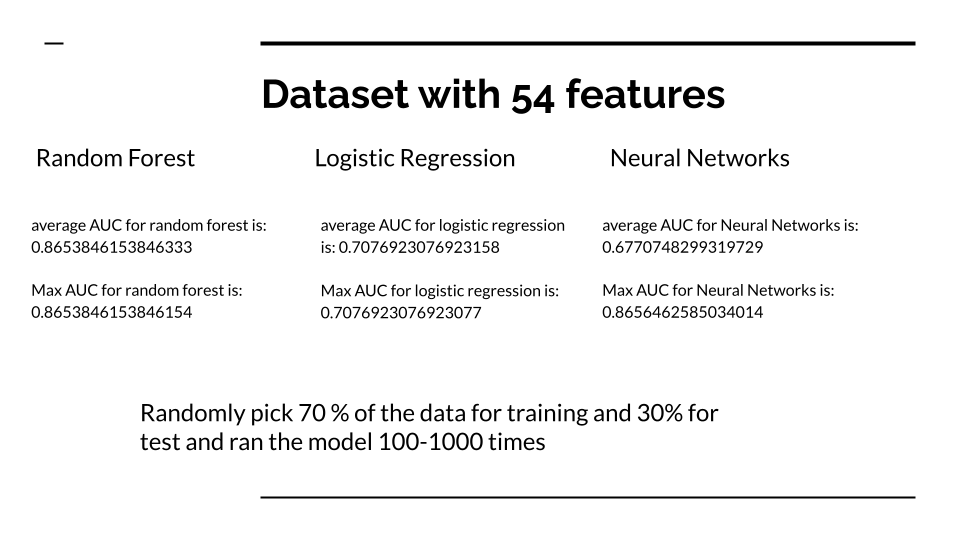 Dataset with 54 features
Random Forest
Logistic Regression
Neural Networks
average AUC for random forest is:
0.8653846153846333
Max AUC for random forest is:
0.8653846153846154
average AUC for logistic regression
is: 0.7076923076923158
Max AUC for logistic regression is:
0.7076923076923077
average AUC for Neural Networks is:
0.6770748299319729
Max AUC for Neural Networks is:
0.8656462585034014
Randomly pick 70 % of the data for training and 30% for
test and ran the model 100-1000 times